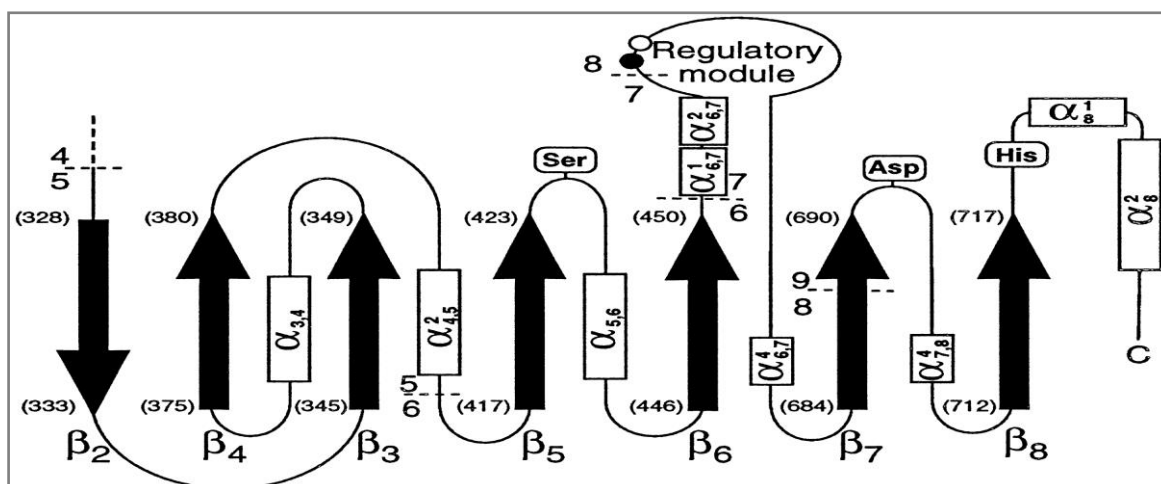 Regulatory
module
8
7
α²6,7
α¹6,7
7
6
4
5
Ser
Asp
His
α¹8
α²8
(328)
(380)
(349)
(423)
(450)
(690)
(717)
9
8
α3,4
α²4,5
α5,6
α⁴6,7
α⁴7,8
C
5
6
(333)
(375)
(345)
(417)
(446)
(684)
(712)
β2
β4
β3
β5
β6
β7
β8